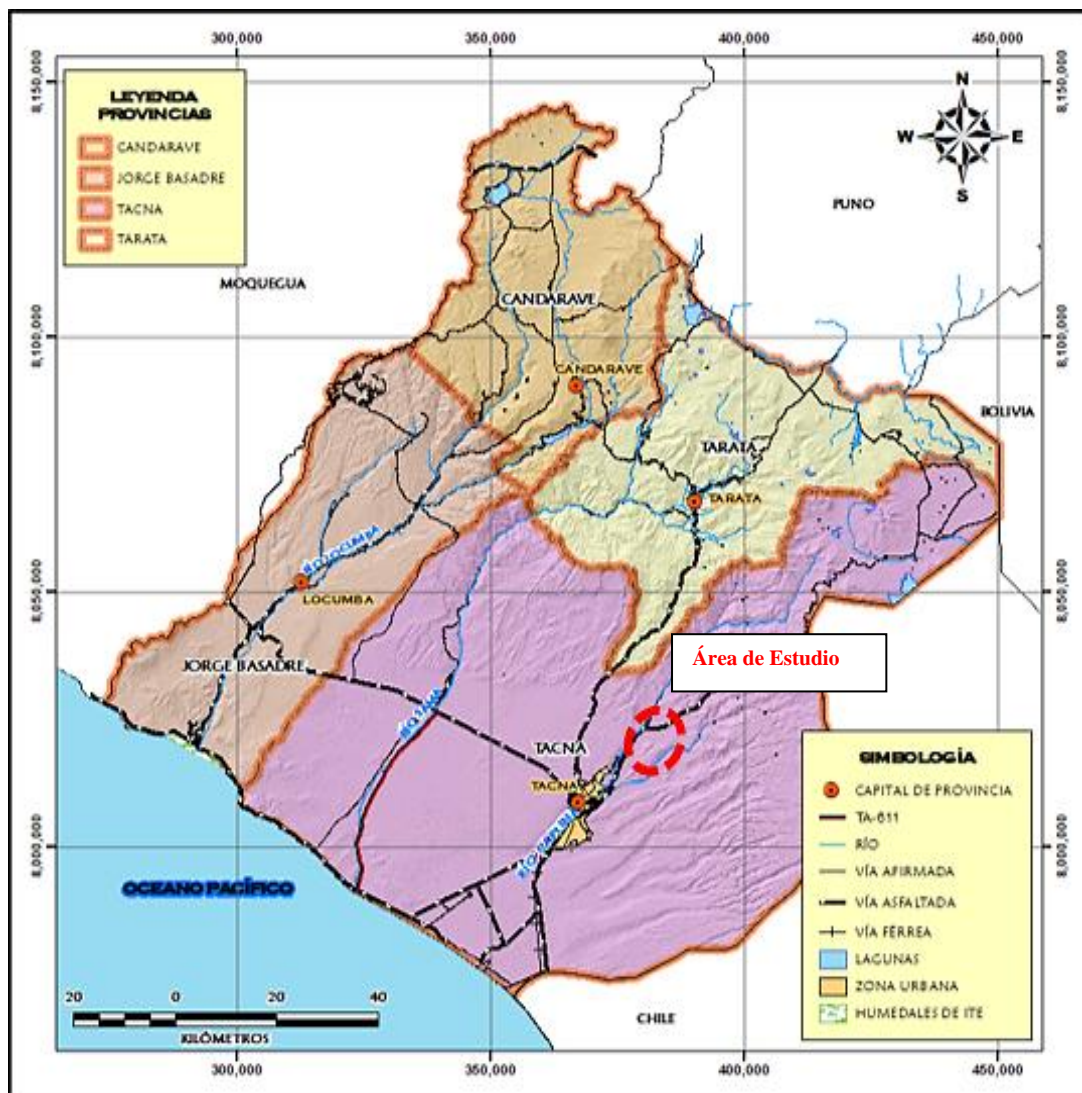 300,000 350,000 400,000 450,000
8,150,000
8,150,000
LEYENDA
PROVINCIAS
CANDARAVE
JORGE BASADRE
TACNA
TARATA
N
W E
S
PUNO
MOQUEGUA
CANDARAVE
8,100,000
8,100,000
CANDARAVE
BOLIVIA
TARATA
TARATA
RÍO LOCUMBA
LOCUMBA
8,050,000
8,050,000
JORGE BASADRE
Área de Estudio
TACNA
TACNA
SIMBOLOGÍA
CAPITAL DE PROVINCIA
TA-611
RÍO
VÍA AFIRMADA
VÍA ASFALTADA
VÍA FÉRREA
LAGUNAS
ZONA URBANA
HUMEDALES DE ITE
8,000,000
8,000,000
OCEANO PACÍFICO
20 0 20 40
KILÓMETROS
CHILE
300,000 350,000 400,000 450,000